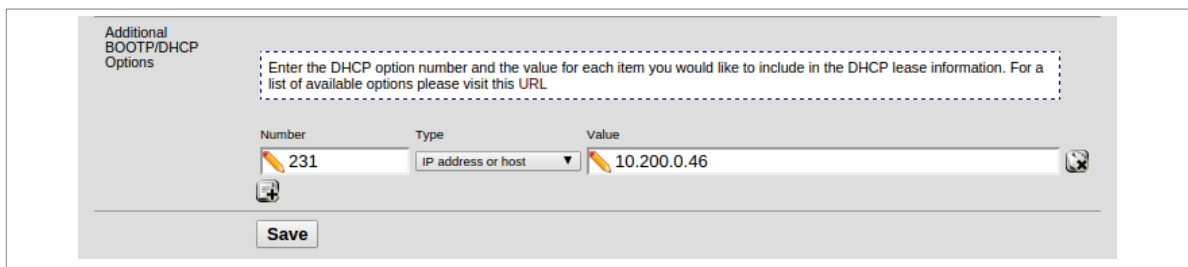 Additional
BOOTP/DHCP
Options
Enter the DHCP option number and the value for each item you would like to include in the DHCP lease information. For a
list of available options please visit this URL
Number Type Value
231 IP address or host 10.200.0.46
Save